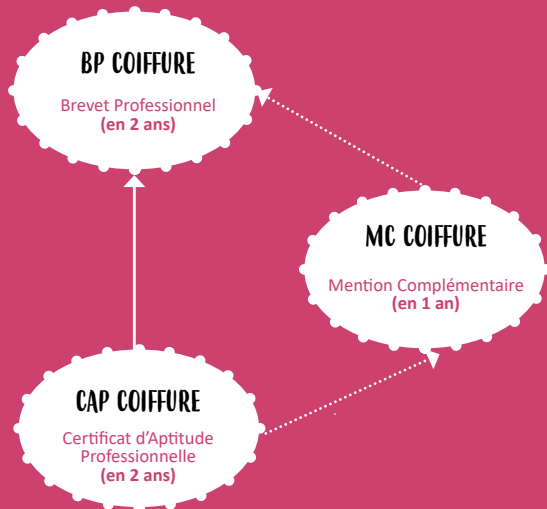 BP COIFFURE
Brevet Professionnel
(en 2 ans)
MC COIFFURE
Mention Complémentaire
(en 1 an)
CAP COIFFURE
Certificat d'Aptitude
Professionnelle
(en 2 ans)